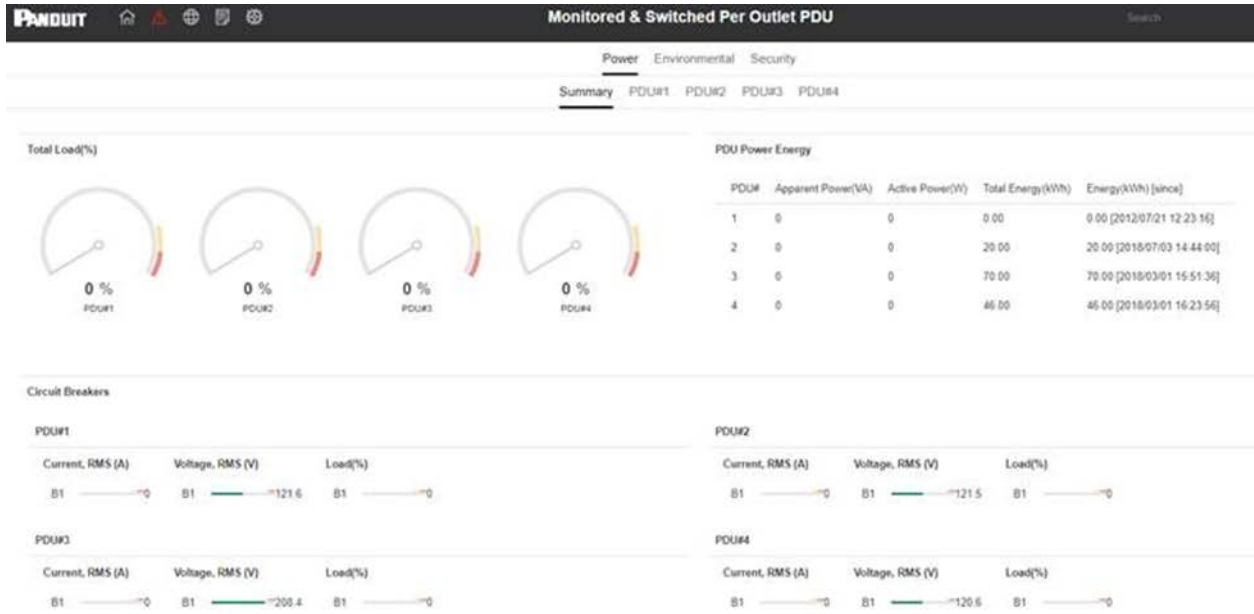 PANDUIT Monitored & Switched Per Outlet PDU Search
Power Environmental Security
Summary PDU#1 PDU#2 PDU#3 PDU#4
Total Load(%)
0 % 0 % 0 % 0 %
PDU#1 PDU#2 PDU#3 PDU#4
PDU Power Energy
PDU# Apparent Power(VA) Active Power(W) Total Energy(kWh) Energy(kWh) [since]
1 0 0 0.00 0.00 [2012/07/21 12:23:16]
2 0 0 20.00 20.00 [2018/07/03 14:44:00]
3 0 0 70.00 70.00 [2018/03/01 15:51:36]
4 0 0 46.00 46.00 [2018/03/01 16:23:56]
Circuit Breakers
PDU#1
Current, RMS (A) Voltage, RMS (V) Load(%)
B1 0 B1 121.6 B1 0
PDU#2
Current, RMS (A) Voltage, RMS (V) Load(%)
B1 0 B1 121.5 B1 0
PDU#3
Current, RMS (A) Voltage, RMS (V) Load(%)
B1 0 B1 208.4 B1 0
PDU#4
Current, RMS (A) Voltage, RMS (V) Load(%)
B1 0 B1 120.6 B1 0